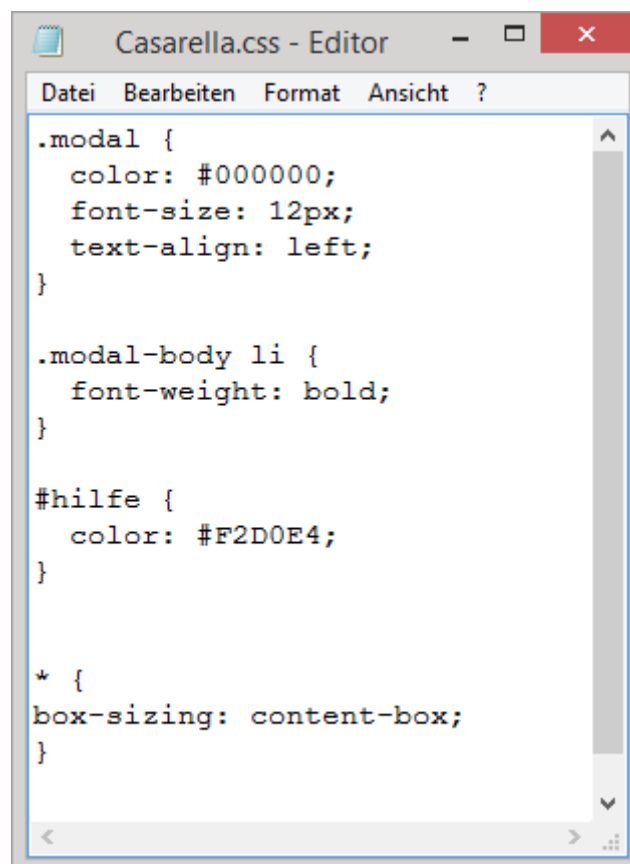 Casarella.css - Editor
Datei Bearbeiten Format Ansicht ?
.modal {
  color: #000000;
  font-size: 12px;
  text-align: left;
}

.modal-body li {
  font-weight: bold;
}

#hilfe {
  color: #F2D0E4;
}


* {
box-sizing: content-box;
}